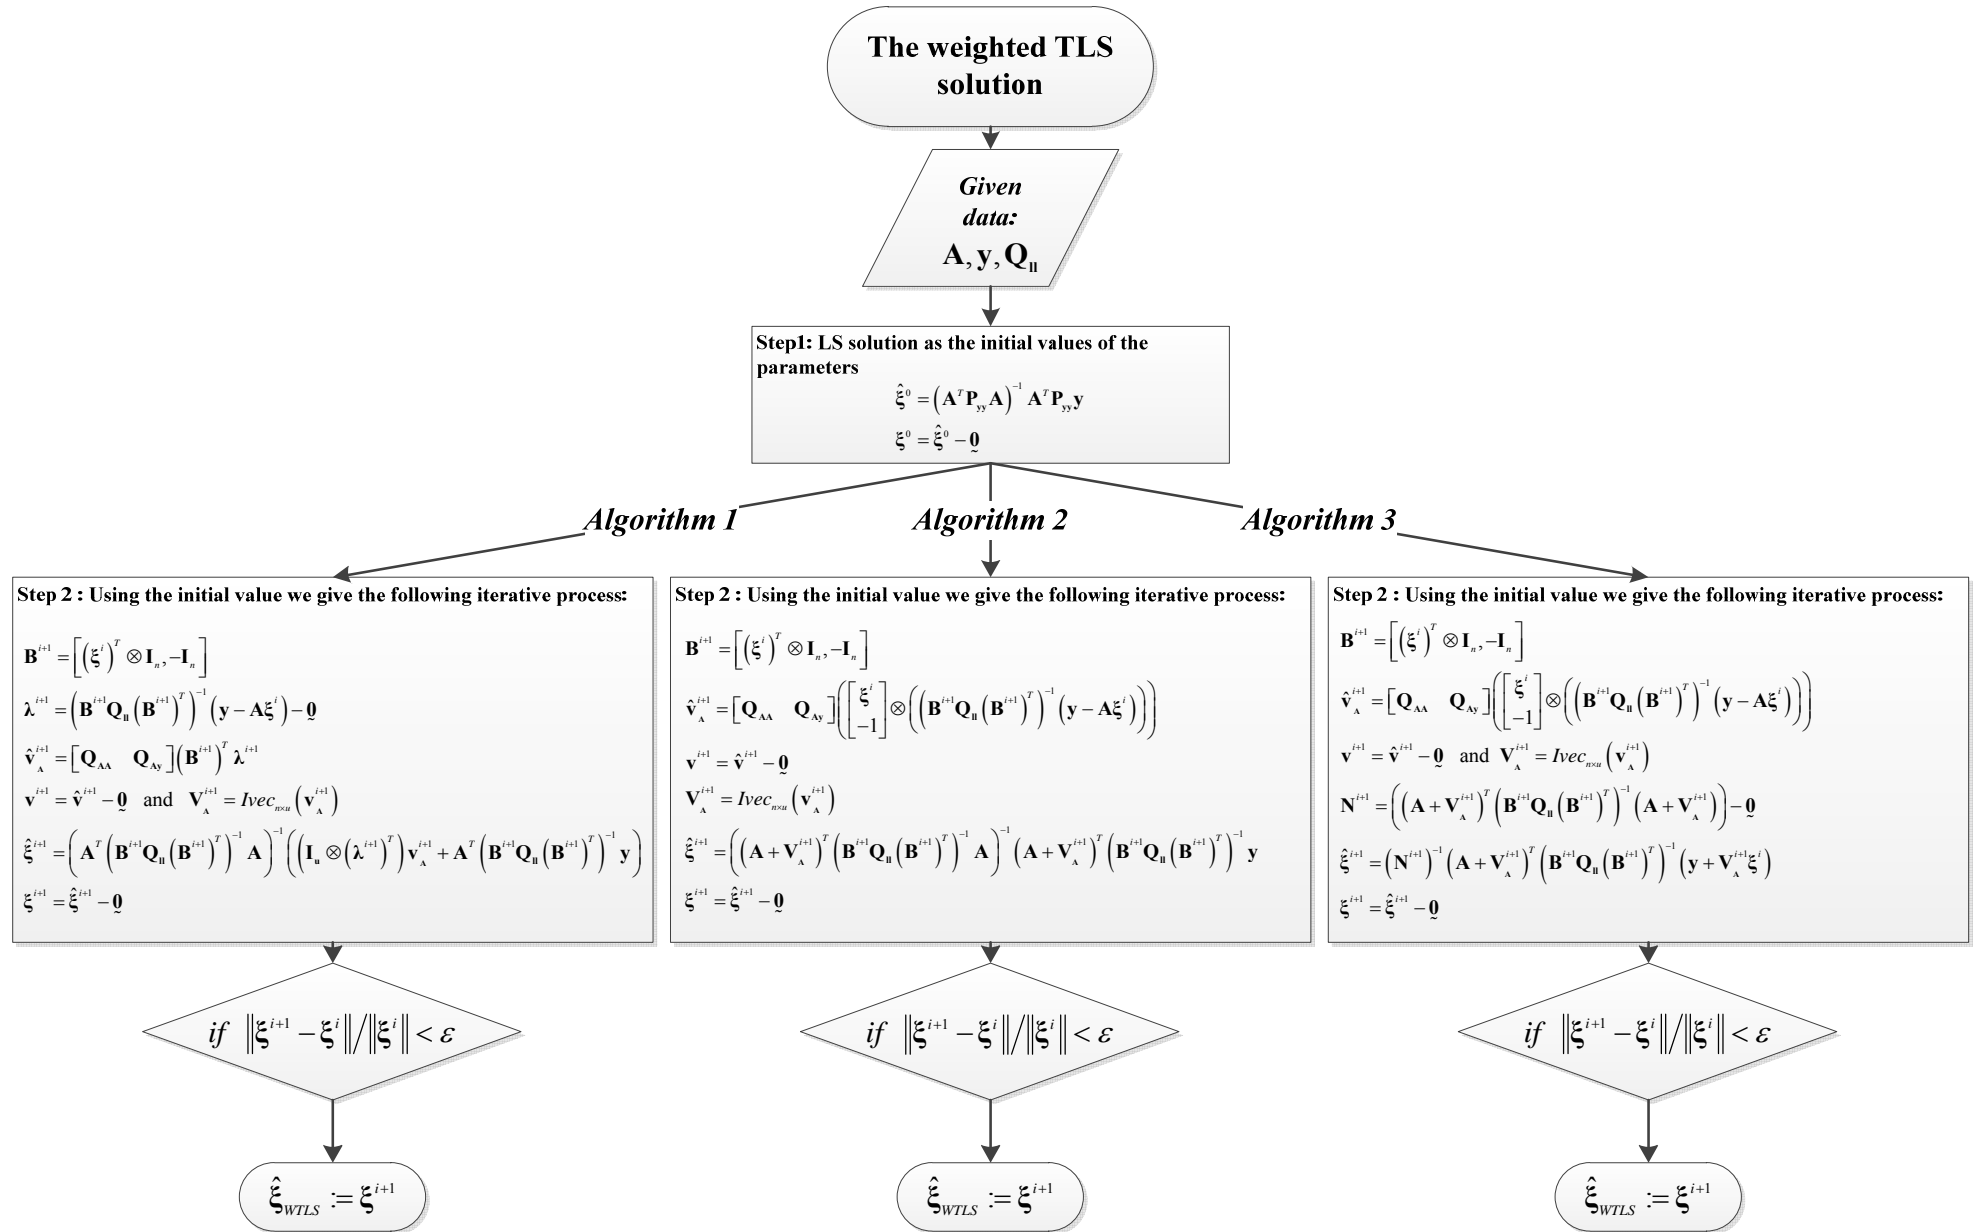 The weighted TLS
solution
Given
data:
A, y, Q_ll
Step1: LS solution as the initial values of the
parameters
ξ̂^0 = (A^T P_yy A)^{-1} A^T P_yy y
ξ^0 = ξ̂^0 − 0̰
Algorithm 1
Algorithm 2
Algorithm 3
Step 2 : Using the initial value we give the following iterative process:
B^{i+1} = [(ξ^i)^T ⊗ I_n, −I_n]
λ^{i+1} = (B^{i+1} Q_ll (B^{i+1})^T)^{-1} (y − Aξ^i) − 0̰
v̂_A^{i+1} = [Q_AA Q_Ay] (B^{i+1})^T λ^{i+1}
v^{i+1} = v̂^{i+1} − 0̰ and V_A^{i+1} = Ivec_{n×u} (v_A^{i+1})
ξ̂^{i+1} = (A^T (B^{i+1} Q_ll (B^{i+1})^T)^{-1} A)^{-1} ((I_u ⊗ (λ^{i+1})^T) v_A^{i+1} + A^T (B^{i+1} Q_ll (B^{i+1})^T)^{-1} y)
ξ^{i+1} = ξ̂^{i+1} − 0̰
if ‖ξ^{i+1} − ξ^i‖/‖ξ^i‖ < ε
ξ̂_WTLS := ξ^{i+1}
Step 2 : Using the initial value we give the following iterative process:
B^{i+1} = [(ξ^i)^T ⊗ I_n, −I_n]
v̂_A^{i+1} = [Q_AA Q_Ay] ([ξ^i; −1] ⊗ ((B^{i+1} Q_ll (B^{i+1})^T)^{-1} (y − Aξ^i)))
v^{i+1} = v̂^{i+1} − 0̰
V_A^{i+1} = Ivec_{n×u} (v_A^{i+1})
ξ̂^{i+1} = ((A + V_A^{i+1})^T (B^{i+1} Q_ll (B^{i+1})^T)^{-1} A)^{-1} (A + V_A^{i+1})^T (B^{i+1} Q_ll (B^{i+1})^T)^{-1} y
ξ^{i+1} = ξ̂^{i+1} − 0̰
if ‖ξ^{i+1} − ξ^i‖/‖ξ^i‖ < ε
ξ̂_WTLS := ξ^{i+1}
Step 2 : Using the initial value we give the following iterative process:
B^{i+1} = [(ξ^i)^T ⊗ I_n, −I_n]
v̂_A^{i+1} = [Q_AA Q_Ay] ([ξ^i; −1] ⊗ ((B^{i+1} Q_ll (B^{i+1})^T)^{-1} (y − Aξ^i)))
v^{i+1} = v̂^{i+1} − 0̰ and V_A^{i+1} = Ivec_{n×u} (v_A^{i+1})
N^{i+1} = ((A + V_A^{i+1})^T (B^{i+1} Q_ll (B^{i+1})^T)^{-1} (A + V_A^{i+1})) − 0̰
ξ̂^{i+1} = (N^{i+1})^{-1} (A + V_A^{i+1})^T (B^{i+1} Q_ll (B^{i+1})^T)^{-1} (y + V_A^{i+1} ξ^i)
ξ^{i+1} = ξ̂^{i+1} − 0̰
if ‖ξ^{i+1} − ξ^i‖/‖ξ^i‖ < ε
ξ̂_WTLS := ξ^{i+1}